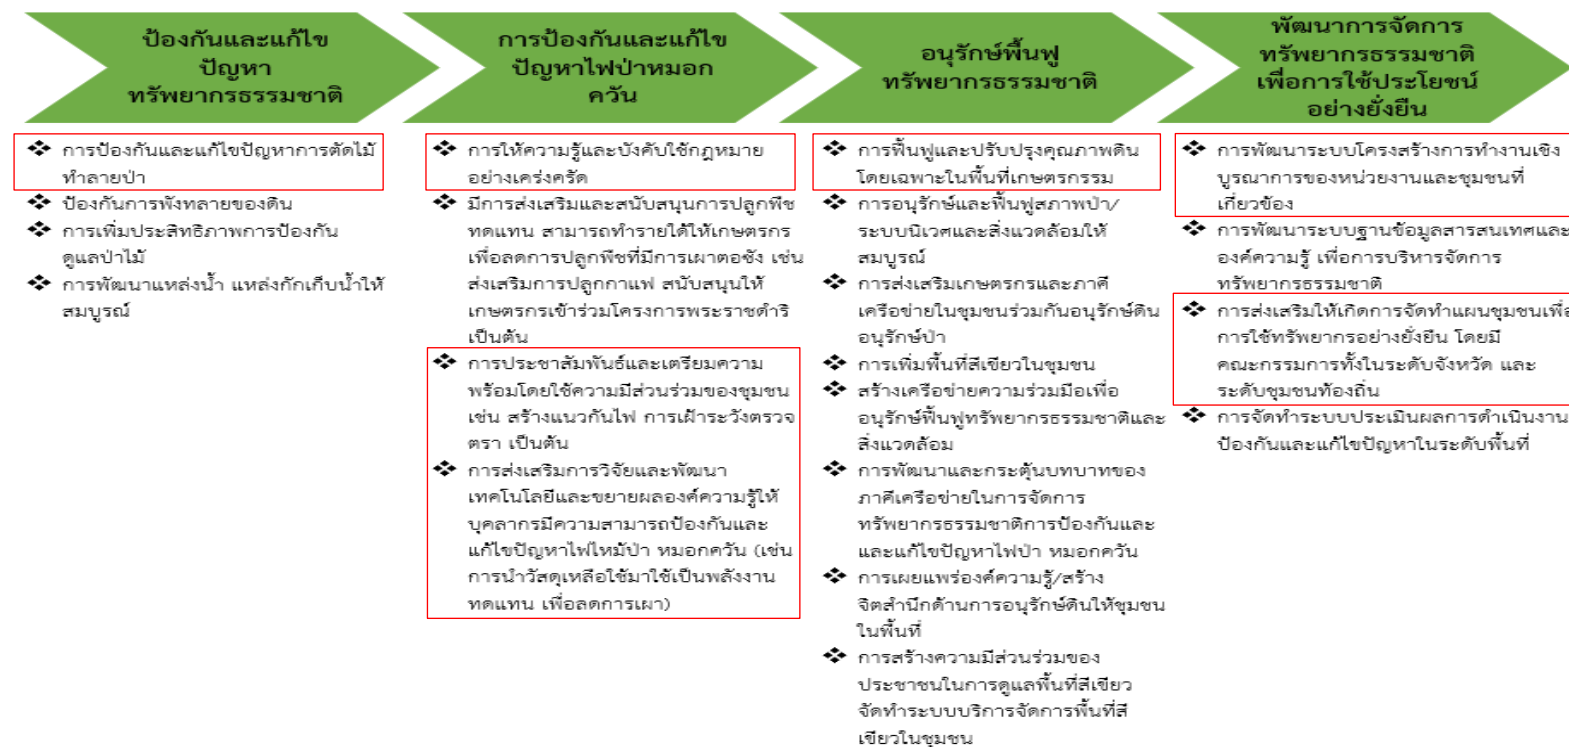 ป้องกันและแก้ไข
ปัญหา
ทรัพยากรธรรมชาติ
❖ การป้องกันและแก้ไขปัญหาการตัดไม้
ทำลายป่า
❖ ป้องกันการพังทลายของดิน
❖ การเพิ่มประสิทธิภาพการป้องกัน
ดูแลป่าไม้
❖ การพัฒนาแหล่งน้ำ แหล่งกักเก็บน้ำให้
สมบูรณ์
การป้องกันและแก้ไข
ปัญหาไฟป่าหมอก
ควัน
❖ การให้ความรู้และบังคับใช้กฎหมาย
อย่างเคร่งครัด
❖ มีการส่งเสริมและสนับสนุนการปลูกพืช
ทดแทน สามารถทำรายได้ให้เกษตรกร
เพื่อลดการปลูกพืชที่มีการเผาตอซัง เช่น
ส่งเสริมการปลูกกาแฟ สนับสนุนให้
เกษตรกรเข้าร่วมโครงการพระราชดำริ
เป็นต้น
❖ การประชาสัมพันธ์และเตรียมความ
พร้อมโดยใช้ความมีส่วนร่วมของชุมชน
เช่น สร้างแนวกันไฟ การเฝ้าระวังตรวจ
ตรา เป็นต้น
❖ การส่งเสริมการวิจัยและพัฒนา
เทคโนโลยีและขยายผลองค์ความรู้ให้
บุคลากรมีความสามารถป้องกันและ
แก้ไขปัญหาไฟไหม้ป่า หมอกควัน (เช่น
การนำวัสดุเหลือใช้มาใช้เป็นพลังงาน
ทดแทน เพื่อลดการเผา)
อนุรักษ์ฟื้นฟู
ทรัพยากรธรรมชาติ
❖ การฟื้นฟูและปรับปรุงคุณภาพดิน
โดยเฉพาะในพื้นที่เกษตรกรรม
❖ การอนุรักษ์และฟื้นฟูสภาพป่า/
ระบบนิเวศและสิ่งแวดล้อมให้
สมบูรณ์
❖ การส่งเสริมเกษตรกรและภาคี
เครือข่ายในชุมชนร่วมกันอนุรักษ์ดิน
อนุรักษ์ป่า
❖ การเพิ่มพื้นที่สีเขียวในชุมชน
❖ สร้างเครือข่ายความร่วมมือเพื่อ
อนุรักษ์ฟื้นฟูทรัพยากรธรรมชาติและ
สิ่งแวดล้อม
❖ การพัฒนาและกระตุ้นบทบาทของ
ภาคีเครือข่ายในการจัดการ
ทรัพยากรธรรมชาติการป้องกันและ
และแก้ไขปัญหาไฟป่า หมอกควัน
❖ การเผยแพร่องค์ความรู้/สร้าง
จิตสำนึกด้านการอนุรักษ์ดินให้ชุมชน
ในพื้นที่
❖ การสร้างความมีส่วนร่วมของ
ประชาชนในการดูแลพื้นที่สีเขียว
จัดทำระบบบริการจัดการพื้นที่สี
เขียวในชุมชน
พัฒนาการจัดการ
ทรัพยากรธรรมชาติ
เพื่อการใช้ประโยชน์
อย่างยั่งยืน
❖ การพัฒนาระบบโครงสร้างการทำงานเชิง
บูรณาการของหน่วยงานและชุมชนที่
เกี่ยวข้อง
❖ การพัฒนาระบบฐานข้อมูลสารสนเทศและ
องค์ความรู้ เพื่อการบริหารจัดการ
ทรัพยากรธรรมชาติ
❖ การส่งเสริมให้เกิดการจัดทำแผนชุมชนเพื่อ
การใช้ทรัพยากรอย่างยั่งยืน โดยมี
คณะกรรมการทั้งในระดับจังหวัด และ
ระดับชุมชนท้องถิ่น
❖ การจัดทำระบบประเมินผลการดำเนินงาน
ป้องกันและแก้ไขปัญหาในระดับพื้นที่